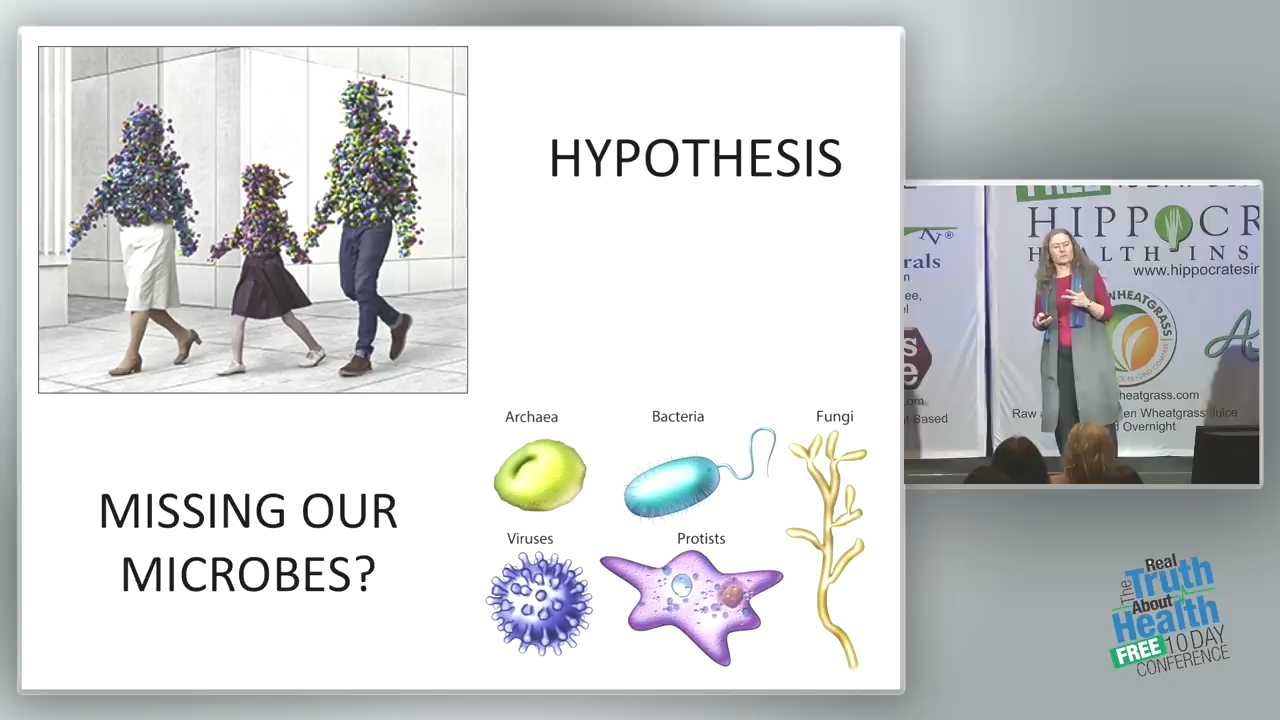 HYPOTHESIS
MISSING OUR
MICROBES?
Archaea
Bacteria
Fungi
Viruses
Protists
HIPPOCR
HEALTH INS
www.hippocratesin
N®
rals
WHEATGRASS
heatgrass.com
Raw
en Wheatgrass Juice
Overnight
Based
The
Real
Truth
About
Health
FREE 10 DAY
CONFERENCE